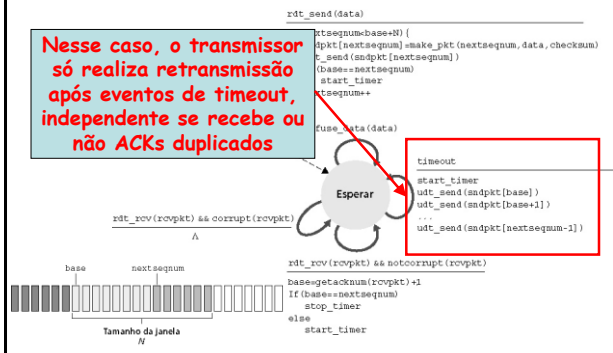 rdt_send(data)
Nesse caso, o transmissor
só realiza retransmissão
após eventos de timeout,
independente se recebe ou
não ACKs duplicados
xtseqnum<base+N){
dpkt[nextseqnum]=make_pkt(nextseqnum,data,checksum)
t_send(sndpkt[nextseqnum])
(base==nextseqnum)
start_timer
xtseqnum++
fuse_data(data)
timeout
start_timer
udt_send(sndpkt[base])
udt_send(sndpkt[base+1])
...
udt_send(sndpkt[nextseqnum-1])
Esperar
rdt_rcv(rcvpkt) && corrupt(rcvpkt)
Λ
rdt_rcv(rcvpkt) && notcorrupt(rcvpkt)
base=getacknum(rcvpkt)+1
If(base==nextseqnum)
stop_timer
else
start_timer
base nextseqnum
Tamanho da janela
N